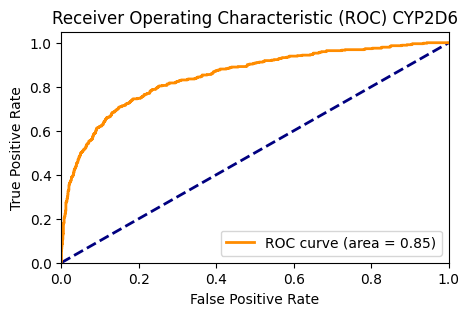 Receiver Operating Characteristic (ROC) CYP2D6
True Positive Rate
1.0
0.8
0.6
0.4
0.2
0.0
ROC curve (area = 0.85)
0.0 0.2 0.4 0.6 0.8 1.0
False Positive Rate